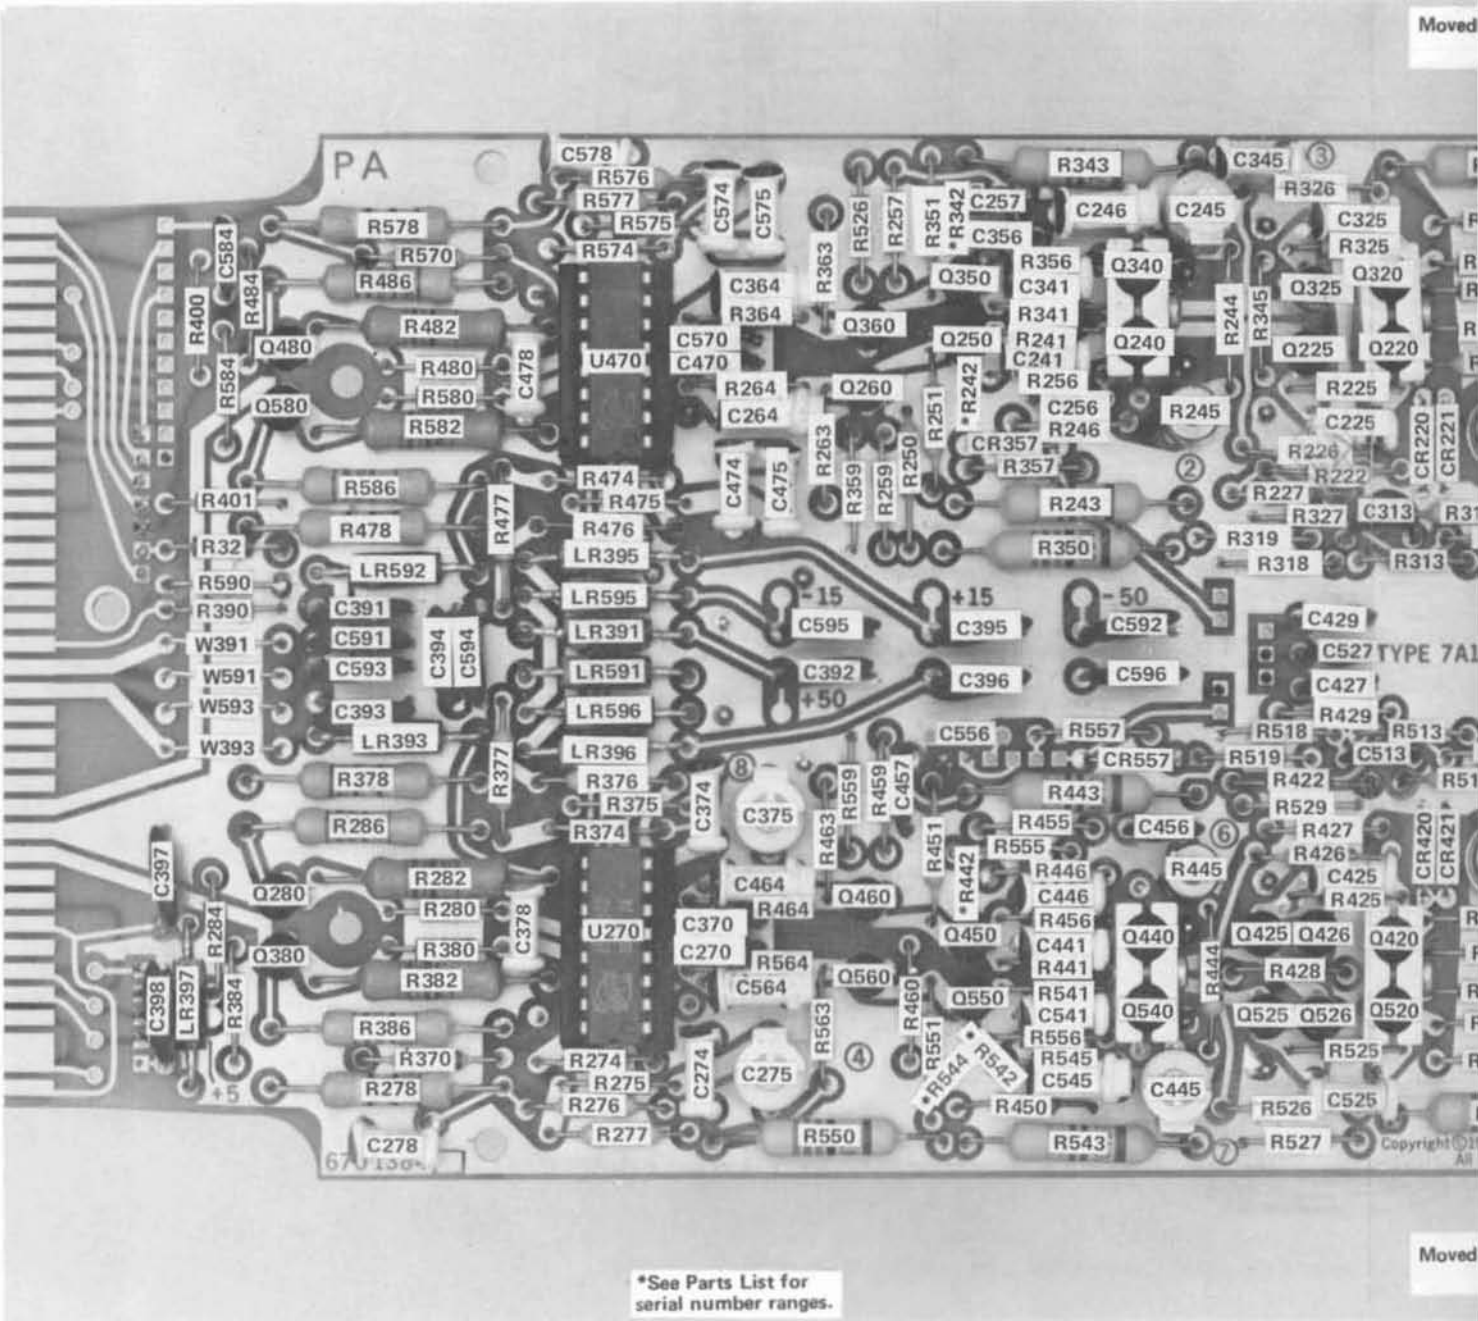 Moved
PA
C578
R576
R577
R575
R574
C574
C575
R578
R570
R486
R482
C584
R484
R400
R584
Q480
Q580
R480
R580
R582
C478
U470
C364
R364
C570
C470
R264
C264
R363
R526
R257
R351
*R342
C257
C356
Q350
Q360
Q250
Q260
R343
C246
C245
C345
③
R326
C325
R325
Q320
Q325
R356
C341
R341
R241
C241
R256
C256
R246
Q340
Q240
R244
R345
Q225
Q220
R225
C225
R245
R226
R222
CR220
CR221
R251
*R242
CR357
R357
R263
R359
R259
R250
②
R243
R350
R227
R327
C313
R31
R319
R318
R313
R586
R478
R477
R474
R475
R476
C474
C475
R401
R32
R590
R390
W391
W591
W593
W393
LR592
C391
C591
C593
C393
LR393
C394
C594
LR395
LR595
LR391
LR591
LR596
LR396
-15
C595
+15
C395
-50
C592
C392
+50
C396
C596
C429
C527
TYPE 7A1
C427
R429
R518
R513
R519
C513
R422
R51
R529
R427
R426
C425
R425
CR420
CR421
C556
R557
CR557
R443
R455
C456
⑥
R555
R446
C446
R445
R456
C441
R441
R541
C541
R556
R545
C545
Q440
Q540
R444
Q425
Q426
Q420
R428
Q525
Q526
Q520
R525
R526
C525
R527
R378
R286
R377
R376
R375
R374
C374
⑧
C375
R463
R559
R459
C457
R451
*R442
C464
R464
Q460
Q450
C370
C270
R564
C564
Q560
R460
Q550
R551
*R544
*R542
R450
R563
④
C275
C274
C445
R550
R543
⑦
C397
Q280
R282
R280
R380
R382
Q380
C378
U270
R284
LR397
C398
R384
+5
R386
R370
R278
C278
R274
R275
R276
R277
Copyright ©
All
Moved
*See Parts List for
serial number ranges.